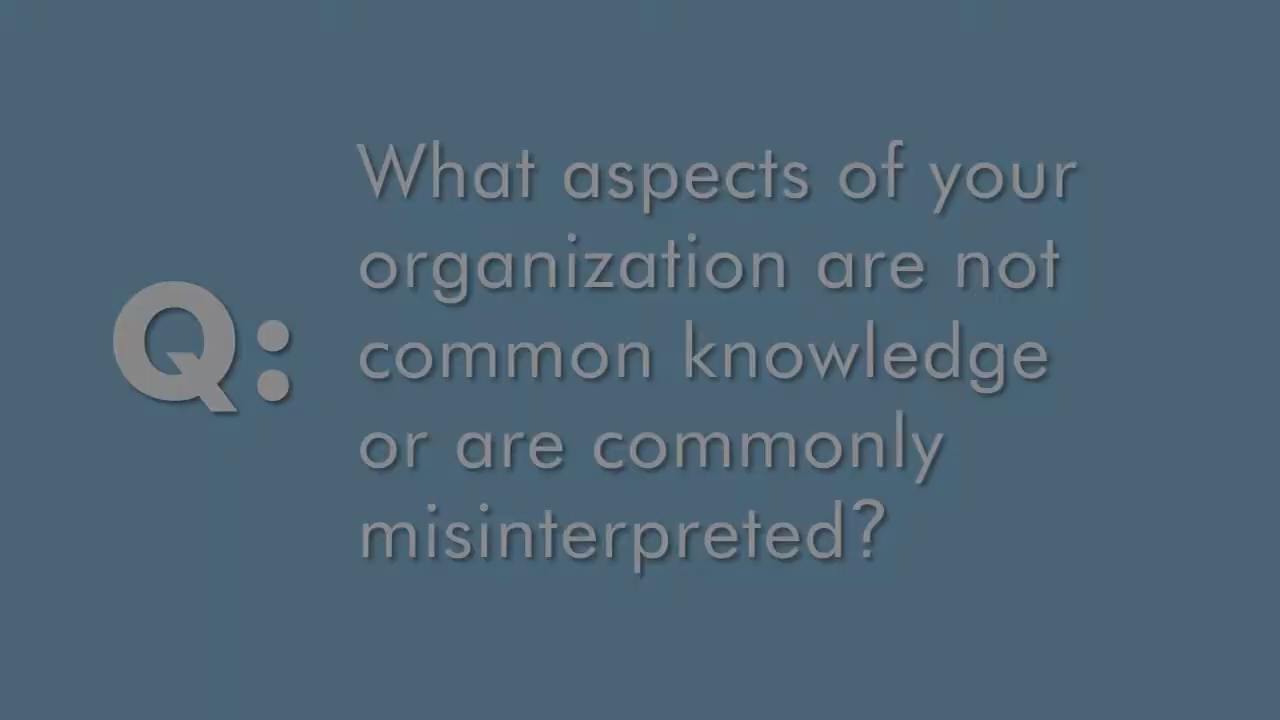 Q:
What aspects of your
organization are not
common knowledge
or are commonly
misinterpreted?